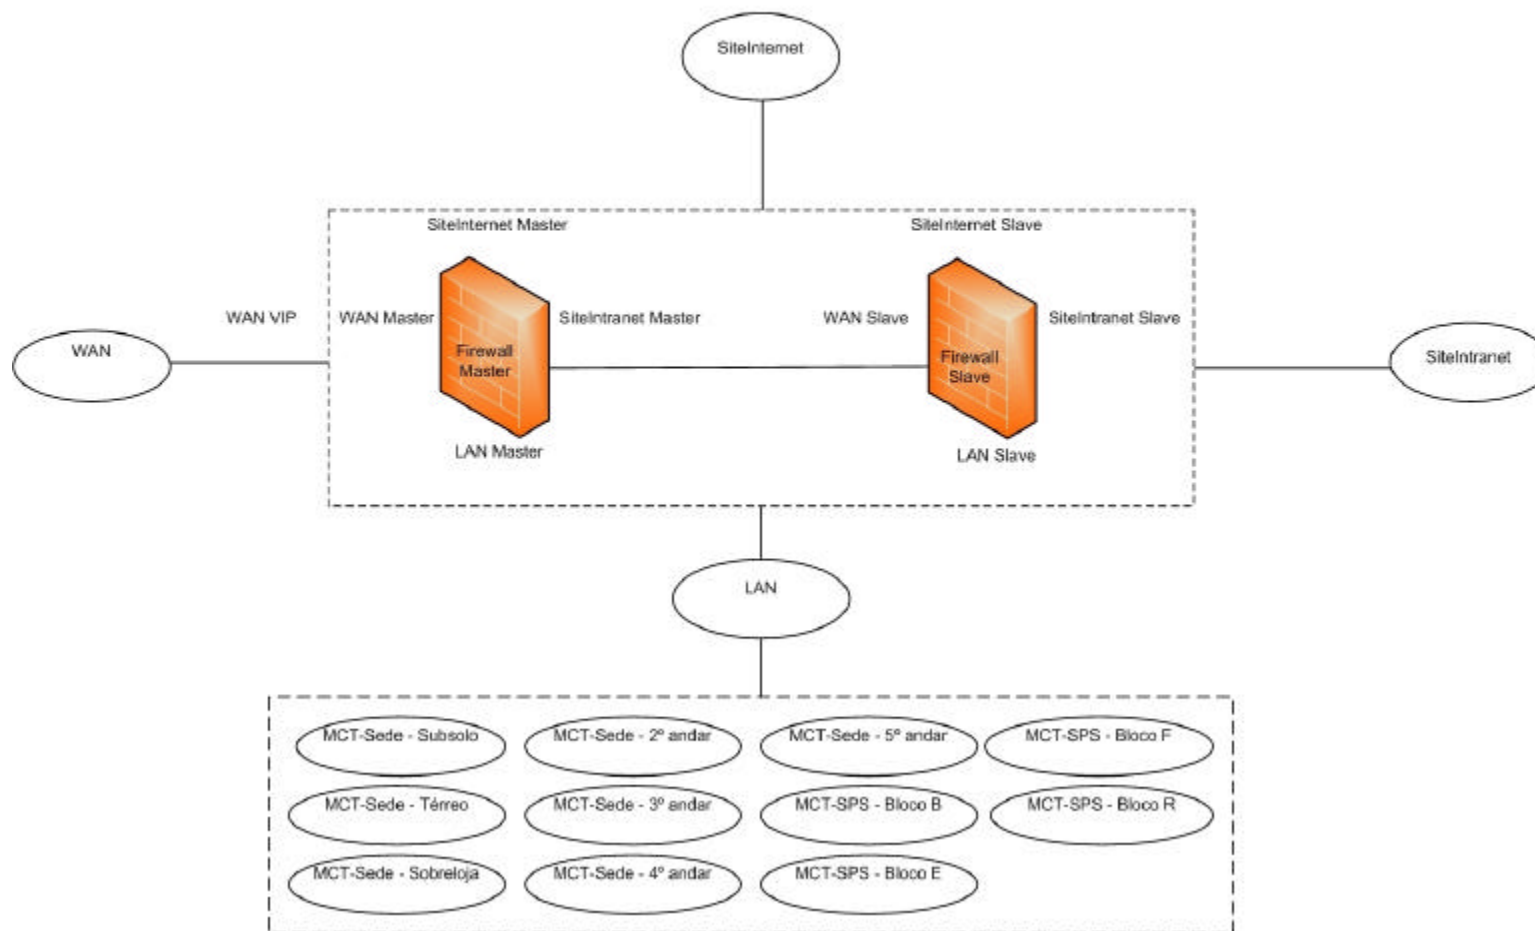 SiteInternet
SiteInternet Master
SiteInternet Slave
WAN VIP
WAN Master
SiteIntranet Master
WAN Slave
SiteIntranet Slave
WAN
Firewall
Master
Firewall
Slave
SiteIntranet
LAN Master
LAN Slave
LAN
MCT-Sede - Subsolo
MCT-Sede - 2º andar
MCT-Sede - 5º andar
MCT-SPS - Bloco F
MCT-Sede - Térreo
MCT-Sede - 3º andar
MCT-SPS - Bloco B
MCT-SPS - Bloco R
MCT-Sede - Sobreloja
MCT-Sede - 4º andar
MCT-SPS - Bloco E